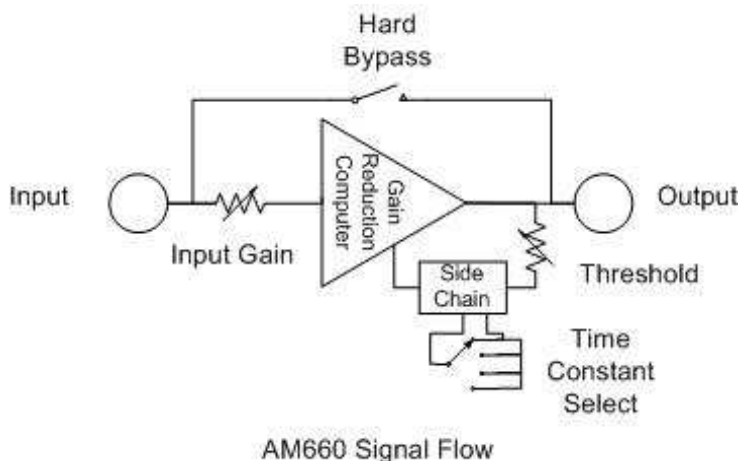 Hard
Bypass
Input
Input Gain
Gain
Reduction
Computer
Output
Threshold
Side
Chain
Time
Constant
Select
AM660 Signal Flow